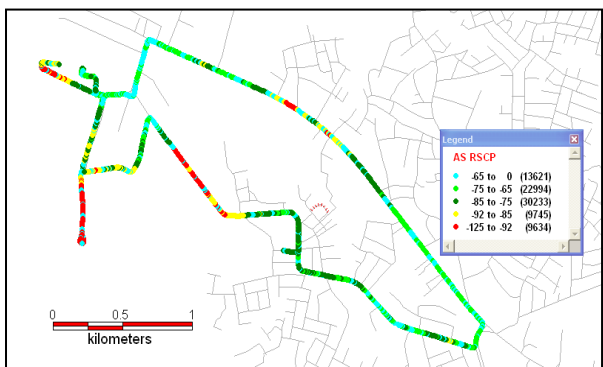 Legend
AS RSCP
-65 to 0 (13621)
-75 to -65 (22994)
-85 to -75 (30233)
-92 to -85 (9745)
-125 to -92 (9634)
0 0.5 1
kilometers